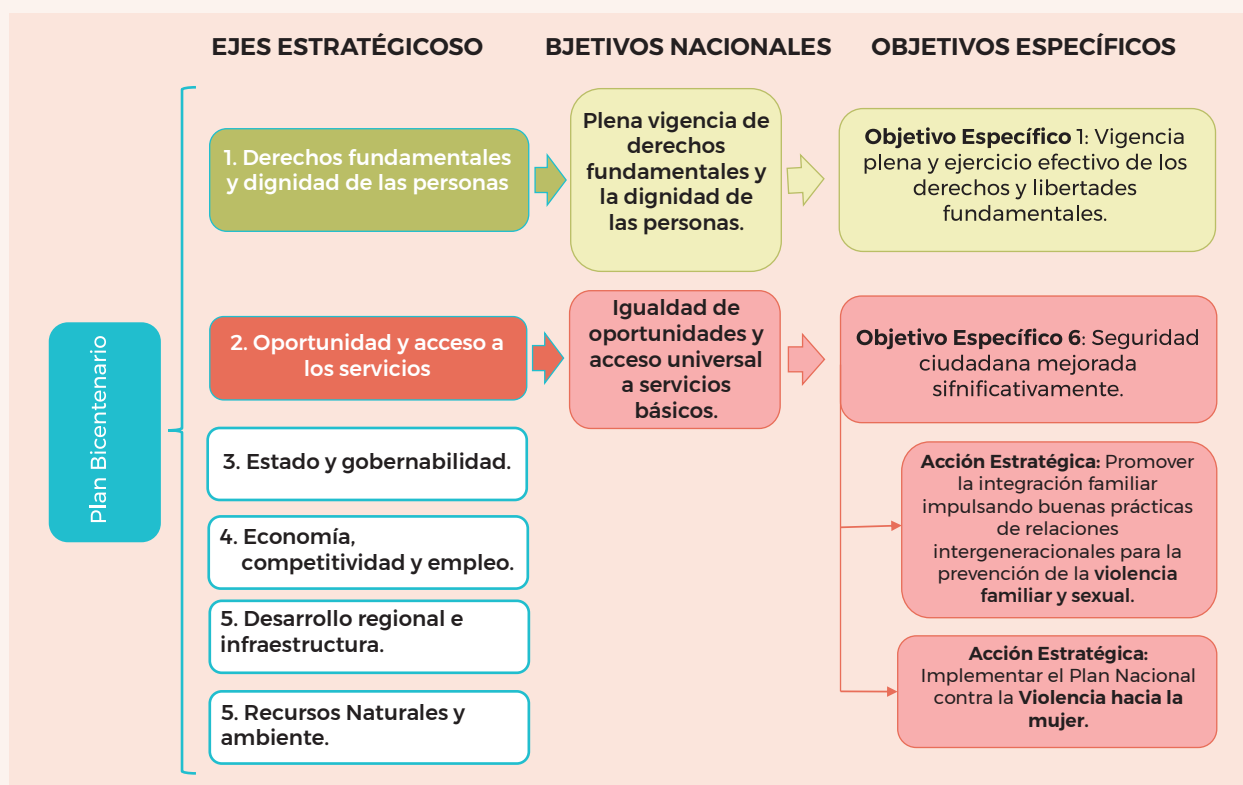 EJES ESTRATÉGICOSO
BJETIVOS NACIONALES
OBJETIVOS ESPECÍFICOS
Plan Bicentenario
1. Derechos fundamentales
y dignidad de las personas
Plena vigencia de
derechos
fundamentales y
la dignidad de
las personas.
Objetivo Específico 1: Vigencia
plena y ejercicio efectivo de los
derechos y libertades
fundamentales.
2. Oportunidad y acceso a
los servicios
Igualdad de
oportunidades y
acceso universal
a servicios
básicos.
Objetivo Específico 6: Seguridad
ciudadana mejorada
sifnificativamente.
3. Estado y gobernabilidad.
4. Economía,
competitividad y empleo.
5. Desarrollo regional e
infraestructura.
5. Recursos Naturales y
ambiente.
Acción Estratégica: Promover
la integración familiar
impulsando buenas prácticas
de relaciones
intergeneracionales para la
prevención de la violencia
familiar y sexual.
Acción Estratégica:
Implementar el Plan Nacional
contra la Violencia hacia la
mujer.